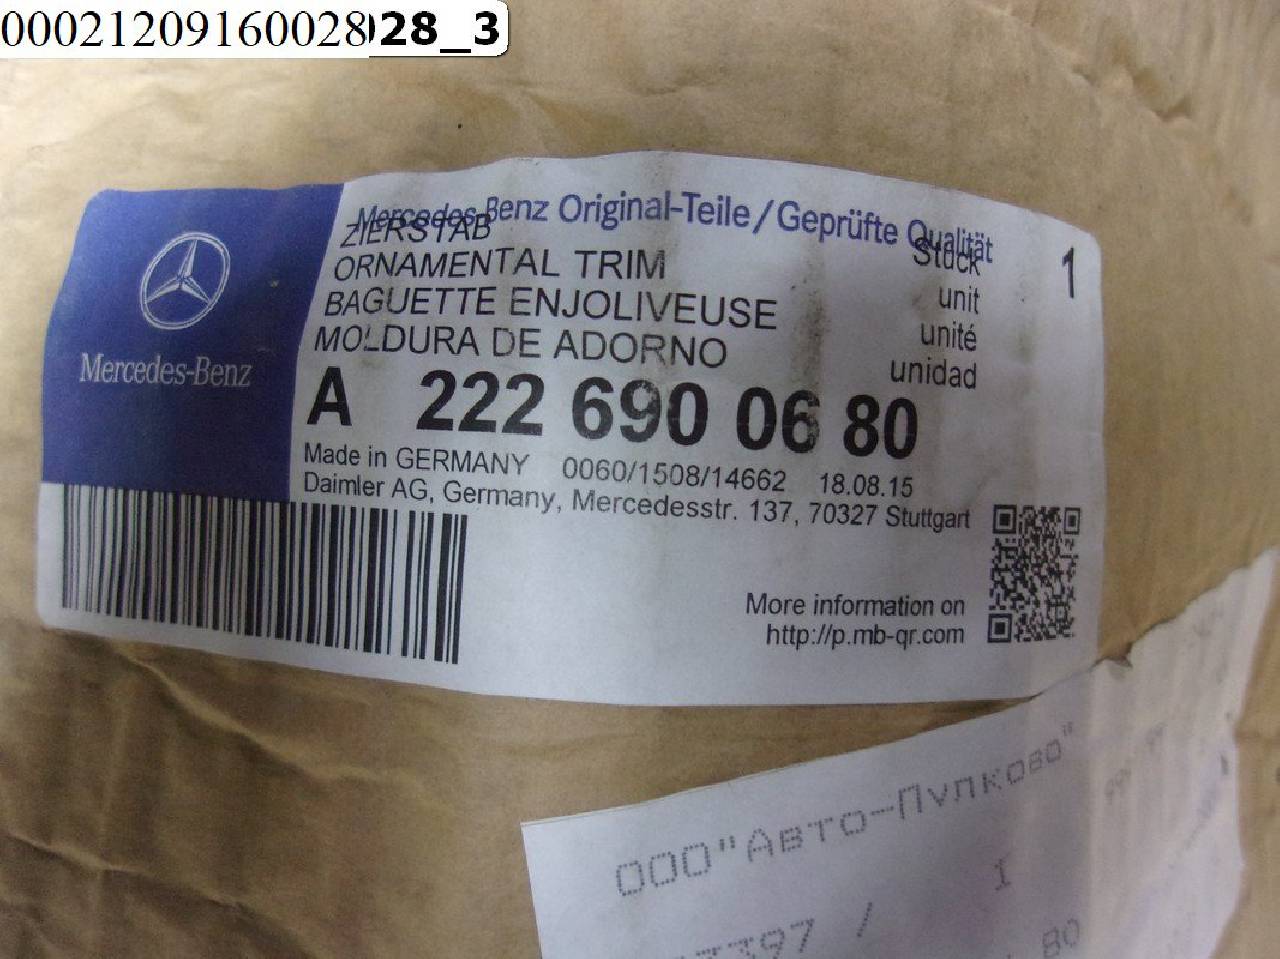 00021209160028028_3
Mercedes-Benz Original-Teile/Geprüfte Qualität
ZIERSTAB
Stück
1
ORNAMENTAL TRIM
unit
BAGUETTE ENJOLIVEUSE
unité
MOLDURA DE ADORNO
unidad
Mercedes-Benz
A 222 690 06 80
Made in GERMANY 0060/1508/14662 18.08.15
Daimler AG, Germany, Mercedesstr. 137, 70327 Stuttgart
More information on
http://p.mb-qr.com
ООО"Авто-Пулково"
1
397 /
80